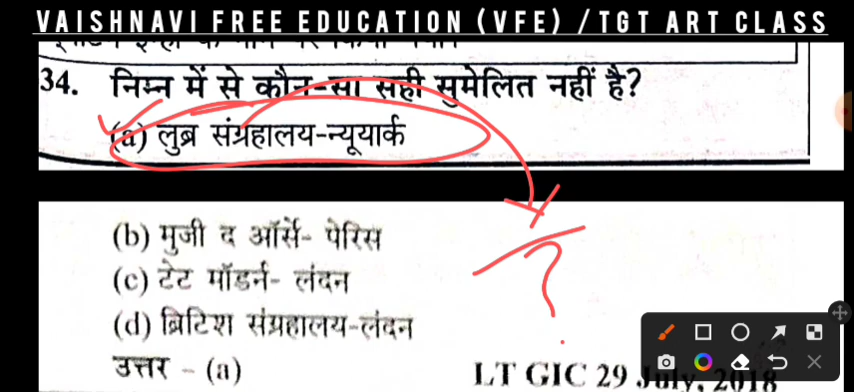 VAISHNAVI FREE EDUCATION (VFE) / TGT ART CLASS
34. निम्न में से कौन-सा सही सुमेलित नहीं है?
(a) लुब्र संग्रहालय-न्यूयार्क
(b) मुजी द ऑर्से- पेरिस
(c) टेट मॉडर्न- लंदन
(d) ब्रिटिश संग्रहालय-लंदन
उत्तर - (a)
LT GIC 29 July, 2018
?